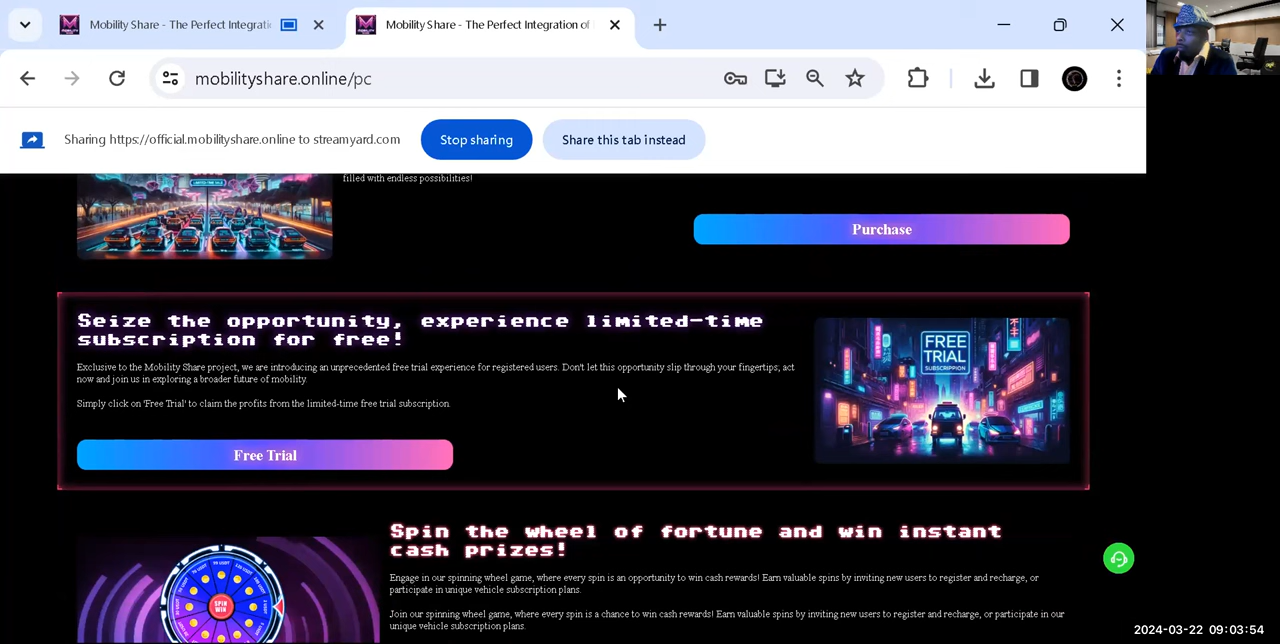 Mobility Share - The Perfect Integratio
Mobility Share - The Perfect Integration of
mobilityshare.online/pc
Sharing https://official.mobilityshare.online to streamyard.com
Stop sharing
Share this tab instead
filled with endless possibilities!
Purchase
Seize the opportunity, experience limited-time
subscription for free!
Exclusive to the Mobility Share project, we are introducing an unprecedented free trial experience for registered users. Don't let this opportunity slip through your fingertips, act
now and join us in exploring a broader future of mobility.
Simply click on 'Free Trial' to claim the profits from the limited-time free trial subscription.
Free Trial
FREE
TRIAL
SUBSCRIPPION
Spin the wheel of fortune and win instant
cash prizes!
Engage in our spinning wheel game, where every spin is an opportunity to win cash rewards! Earn valuable spins by inviting new users to register and recharge, or
participate in unique vehicle subscription plans.
Join our spinning wheel game, where every spin is a chance to win cash rewards! Earn valuable spins by inviting new users to register and recharge, or participate in our
unique vehicle subscription plans.
SPIN
WIN
2024-03-22 09:03:54